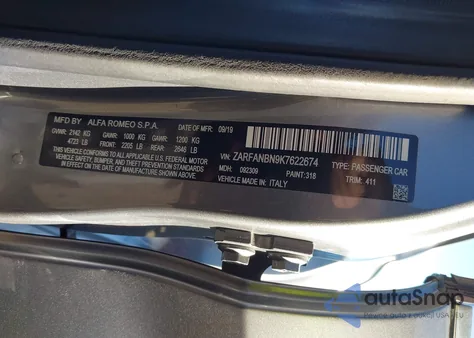 MFD BY ALFA ROMEO S.P.A. DATE OF MFR 09/19
GVWR: 2142 KG GAWR: 1000 KG GAWR: 1200 KG
4723 LB FRONT: 2205 LB REAR: 2646 LB
THIS VEHICLE CONFORMS TO ALL APPLICABLE FEDERAL MOTOR VEHICLE
SAFETY, BUMPER, AND THEFT PREVENTION STANDARDS IN EFFECT ON THE DATE OF
MANUFACTURE SHOWN ABOVE
VIN: ZARFANBN9K7622674 TYPE: PASSENGER CAR
MDH: 092309 PAINT: 318 TRIM: 411
VEHICLE MADE IN: ITALY
autoSnap